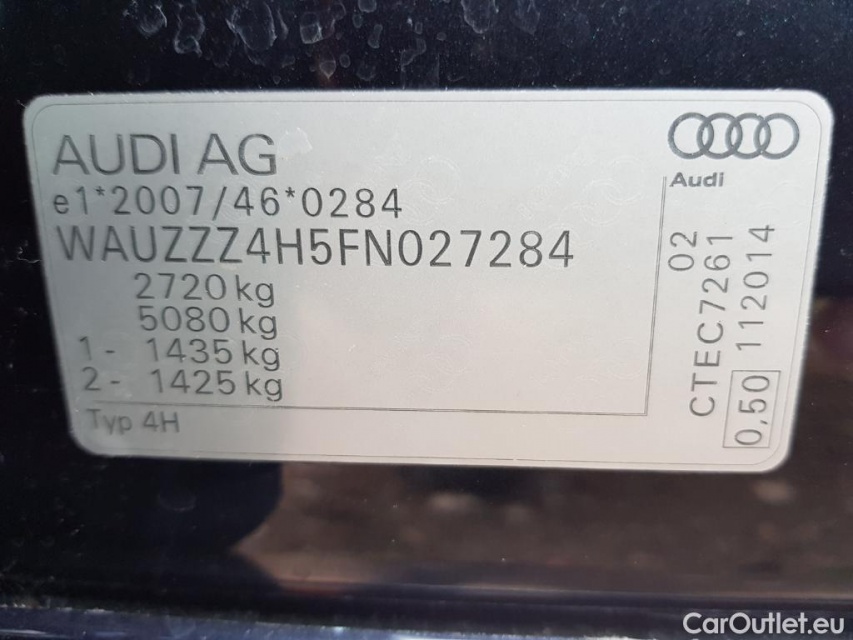 AUDI AG
e1*2007/46*0284
WAUZZZ4H5FN027284
2720 kg
5080 kg
1 - 1435 kg
2 - 1425 kg
Typ 4H
Audi
02
CTEC7261
112014
0,50
CarOutlet.eu